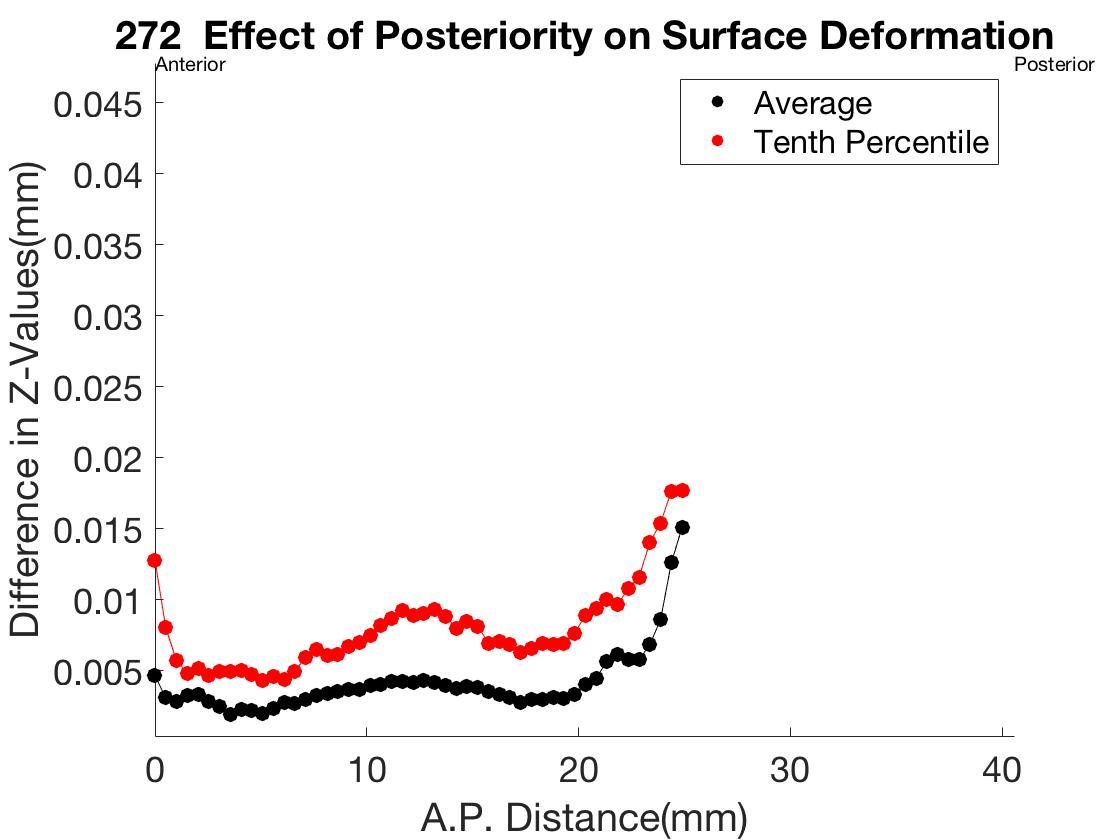 272  Effect of Posteriority on Surface Deformation
Anterior
Posterior
Average
Tenth Percentile
0.045
0.04
0.035
0.03
0.025
0.02
0.015
0.01
0.005
Difference in Z-Values(mm)
0
10
20
30
40
A.P. Distance(mm)